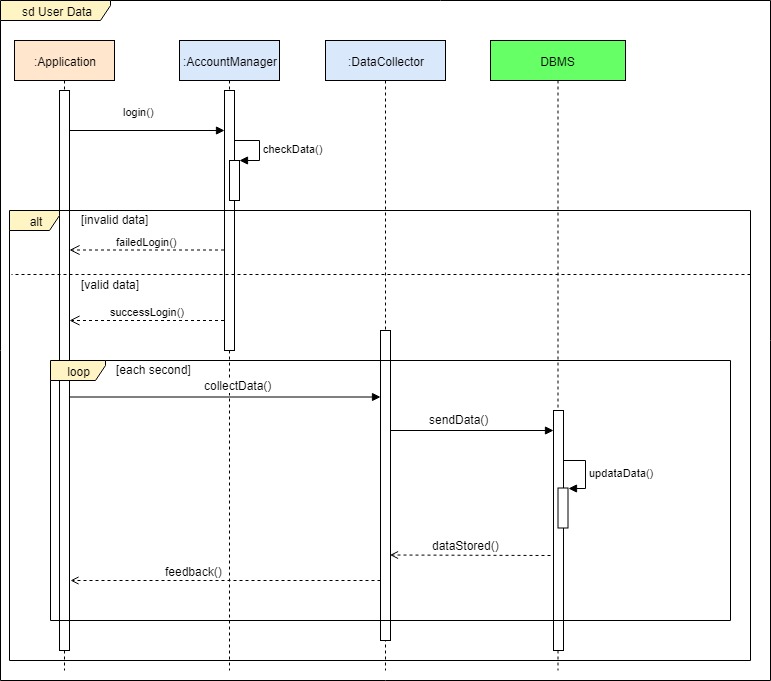 sd User Data
:Application
:AccountManager
:DataCollector
DBMS
login()
checkData()
alt
[invalid data]
failedLogin()
[valid data]
successLogin()
loop
[each second]
collectData()
sendData()
updataData()
dataStored()
feedback()